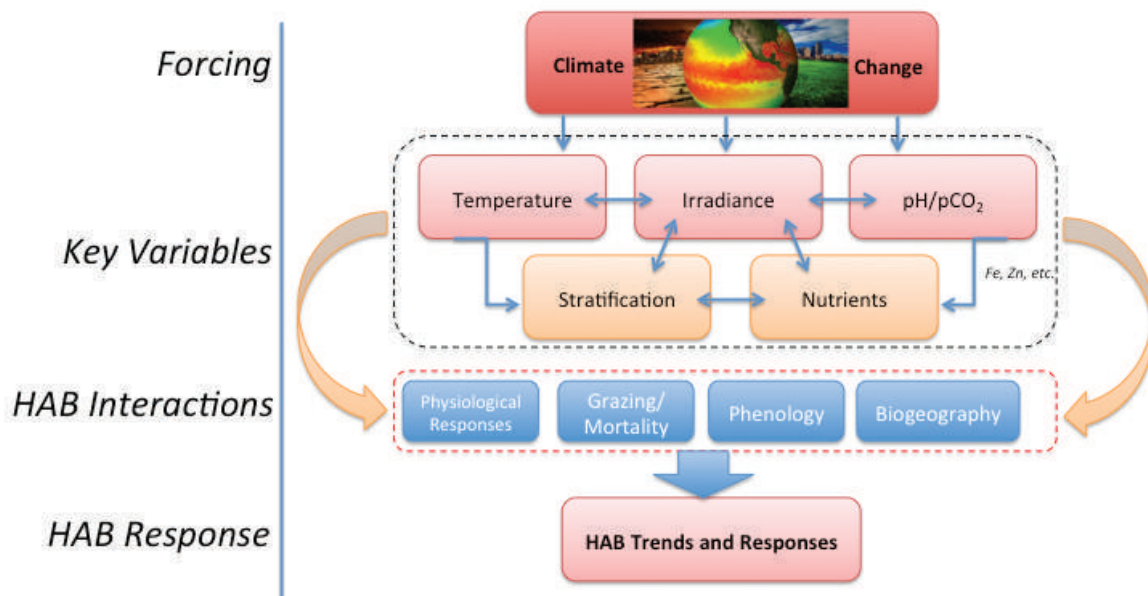 Forcing
Climate
Change
Key Variables
Temperature
Irradiance
pH/pCO₂
Stratification
Nutrients
Fe, Zn, etc.
HAB Interactions
Physiological
Responses
Grazing/
Mortality
Phenology
Biogeography
HAB Response
HAB Trends and Responses